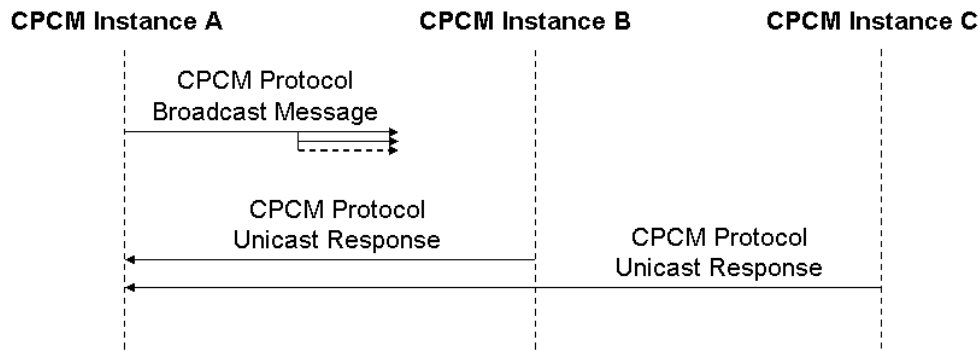 CPCM Instance A
CPCM Instance B
CPCM Instance C
CPCM Protocol
Broadcast Message
CPCM Protocol
Unicast Response
CPCM Protocol
Unicast Response